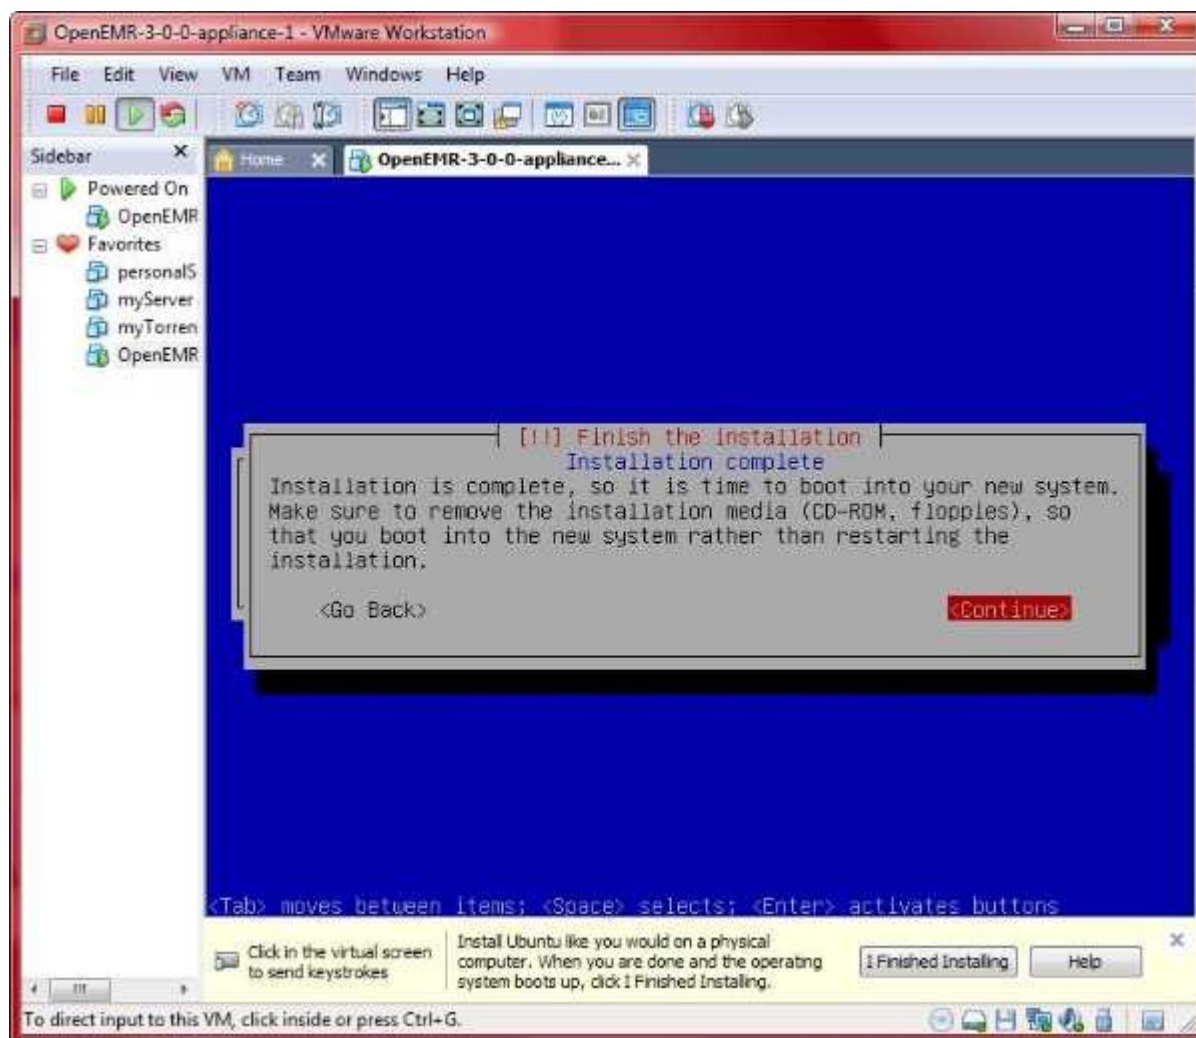 OpenEMR-3-0-0-appliance-1 - VMware Workstation
File Edit View VM Team Windows Help
Sidebar
Home
OpenEMR-3-0-0-appliance...
Powered On
OpenEMR
Favorites
personalS
myServer
myTorren
OpenEMR
[!!] Finish the installation
Installation complete
Installation is complete, so it is time to boot into your new system.
Make sure to remove the installation media (CD-ROM, floppies), so
that you boot into the new system rather than restarting the
installation.
<Go Back> <Continue>
<Tab> moves between items; <Space> selects; <Enter> activates buttons
Click in the virtual screen
to send keystrokes
Install Ubuntu like you would on a physical
computer. When you are done and the operating
system boots up, click I Finished Installing.
I Finished Installing
Help
To direct input to this VM, click inside or press Ctrl+G.